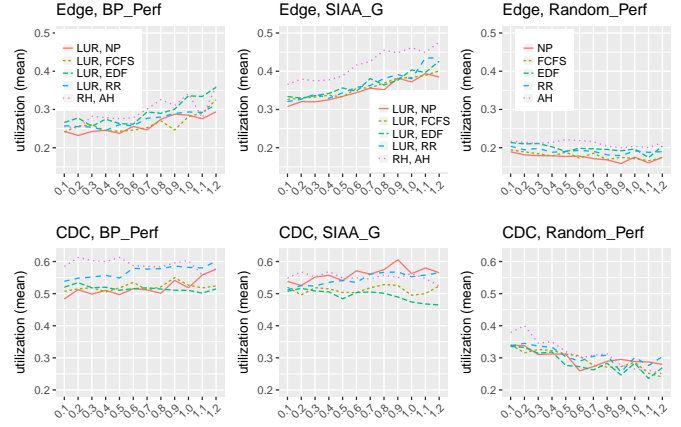 Edge, BP_Perf
utilization (mean)
0.5
0.4
0.3
0.2
LUR, NP
LUR, FCFS
LUR, EDF
LUR, RR
RH, AH
0.1 0.2 0.3 0.4 0.5 0.6 0.7 0.8 0.9 1.0 1.1 1.2
Edge, SIAA_G
utilization (mean)
0.5
0.4
0.3
0.2
LUR, NP
LUR, FCFS
LUR, EDF
LUR, RR
RH, AH
0.1 0.2 0.3 0.4 0.5 0.6 0.7 0.8 0.9 1.0 1.1 1.2
Edge, Random_Perf
utilization (mean)
0.5
0.4
0.3
0.2
NP
FCFS
EDF
RR
AH
0.1 0.2 0.3 0.4 0.5 0.6 0.7 0.8 0.9 1.0 1.1 1.2
CDC, BP_Perf
utilization (mean)
0.6
0.5
0.4
0.3
0.2
0.1 0.2 0.3 0.4 0.5 0.6 0.7 0.8 0.9 1.0 1.1 1.2
CDC, SIAA_G
utilization (mean)
0.6
0.5
0.4
0.3
0.2
0.1 0.2 0.3 0.4 0.5 0.6 0.7 0.8 0.9 1.0 1.1 1.2
CDC, Random_Perf
utilization (mean)
0.6
0.5
0.4
0.3
0.2
0.1 0.2 0.3 0.4 0.5 0.6 0.7 0.8 0.9 1.0 1.1 1.2